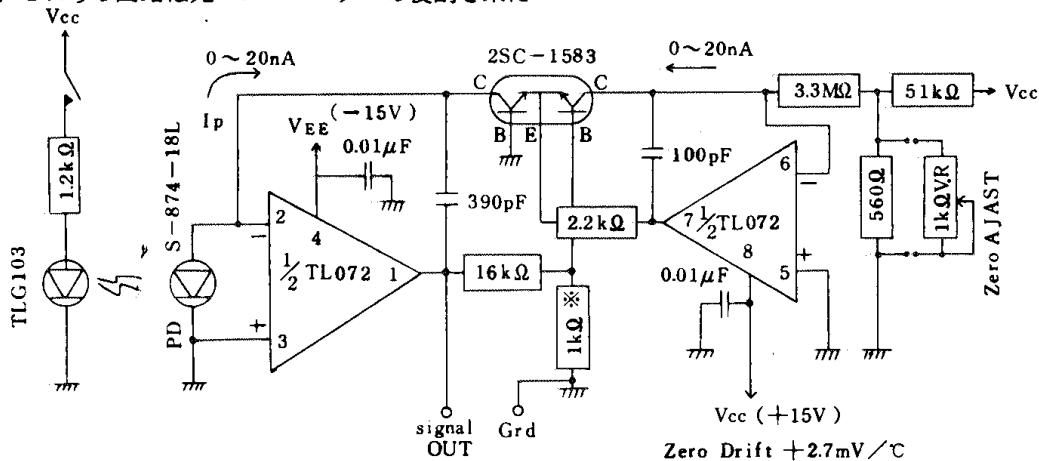 Vcc
0～20nA
Ip
2SC-1583
0～20nA
C
C
B
E
B
3.3MΩ
51kΩ
Vcc
VEE
(-15V)
0.01μF
390pF
100pF
1.2kΩ
S-874-18L
TLG103
PD
2
−
4
1/2 TL072
1
+
3
16kΩ
2.2kΩ
※
1kΩ
6
−
7 1/2 TL072
8
+
5
0.01μF
560Ω
1kΩV.R
Zero AJAST
signal
OUT
Grd
Vcc (+15V)
Zero Drift +2.7mV/℃